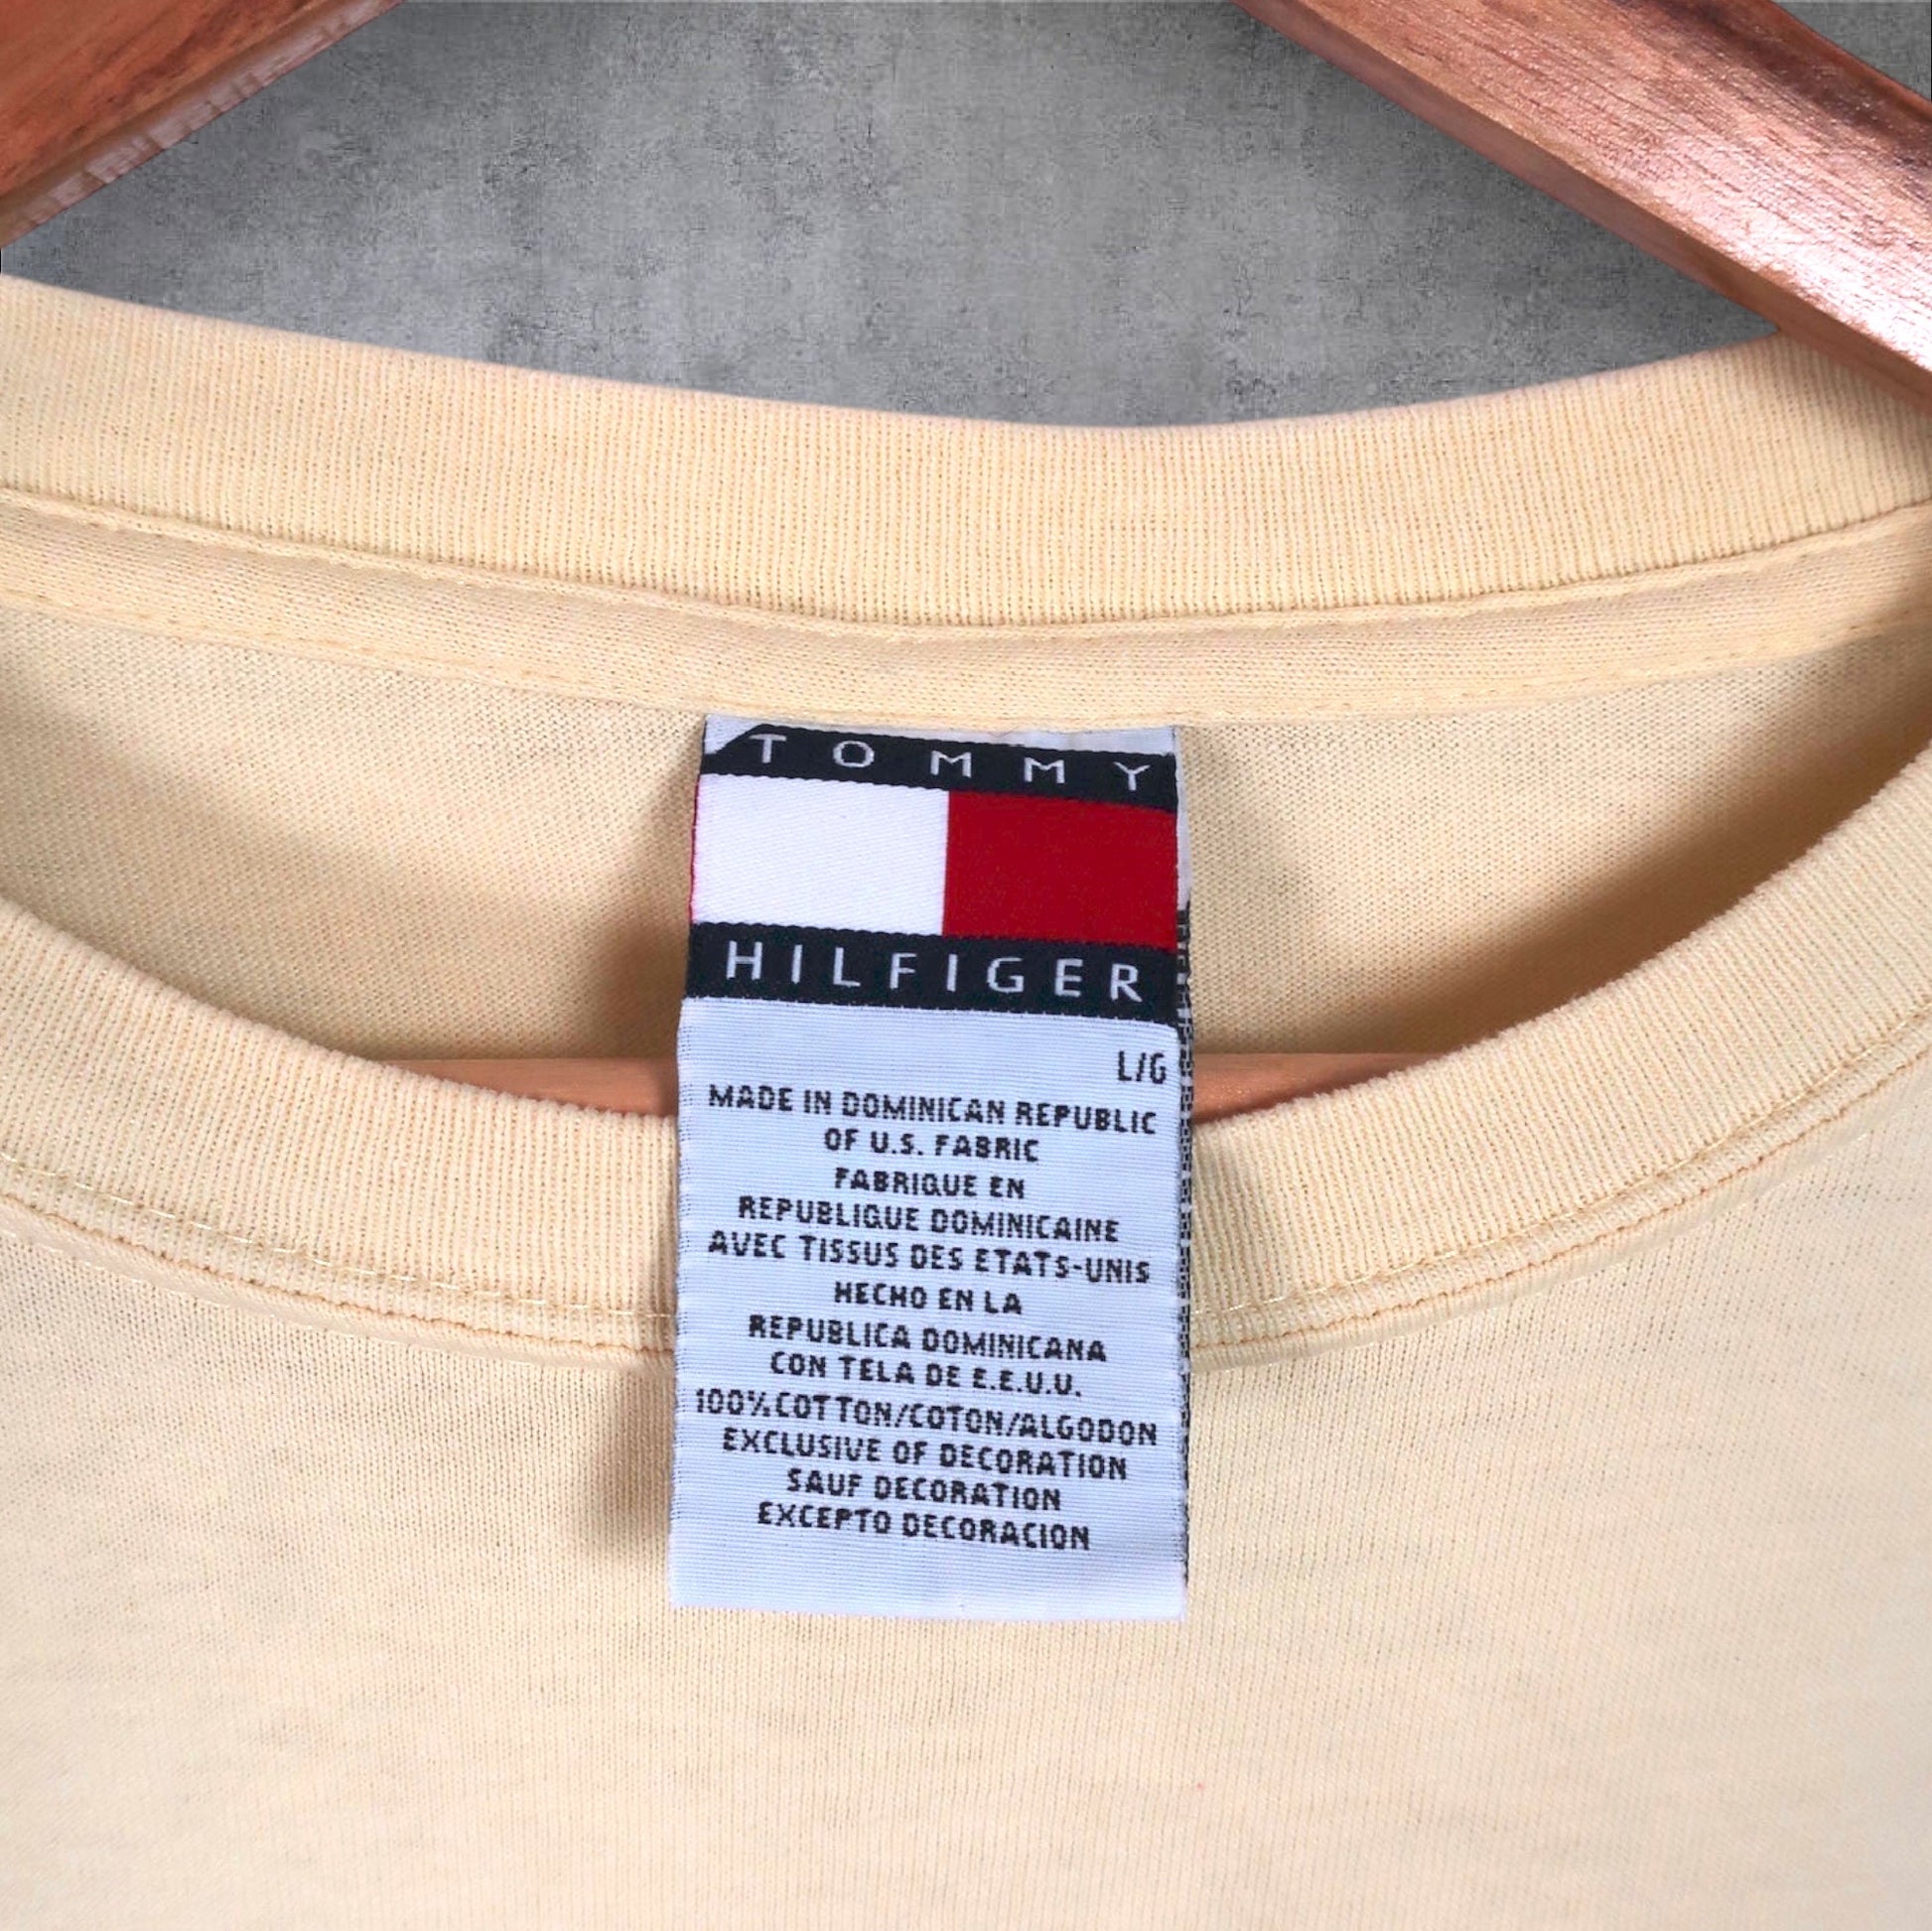 TOMMY
HILFIGER
L/G
MADE IN DOMINICAN REPUBLIC
OF U.S. FABRIC
FABRIQUE EN
REPUBLIQUE DOMINICAINE
AVEC TISSUS DES ETATS-UNIS
HECHO EN LA
REPUBLICA DOMINICANA
CON TELA DE E.E.U.U.
100%COTTON/COTON/ALGODON
EXCLUSIVE OF DECORATION
SAUF DECORATION
EXCEPTO DECORACION